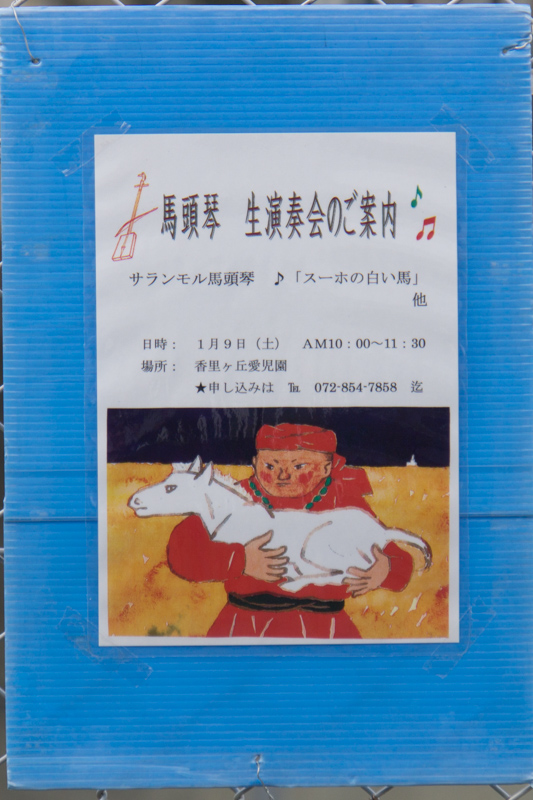 馬頭琴 生演奏会のご案内
サランモル馬頭琴 ♪「スーホの白い馬」
他
日時： １月９日（土） AM10：00～11：30
場所： 香里ヶ丘愛児園
★申し込みは ℡ 072-854-7858 迄